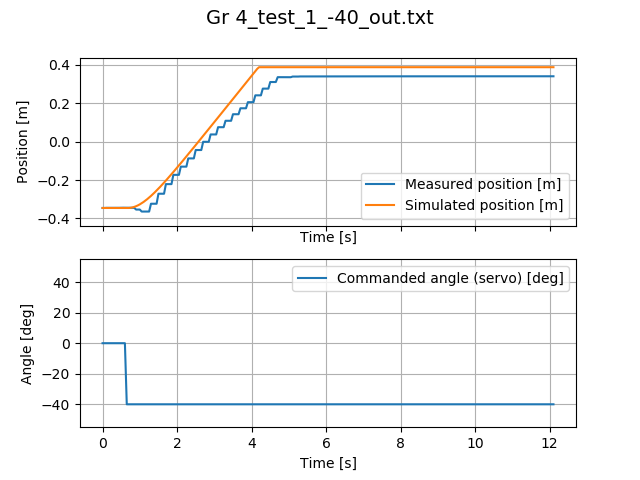 Gr 4_test_1_-40_out.txt
0.4
0.2
0.0
−0.2
−0.4
Position [m]
Measured position [m]
Simulated position [m]
Time [s]
40
20
0
−20
−40
Angle [deg]
Commanded angle (servo) [deg]
0 2 4 6 8 10 12
Time [s]